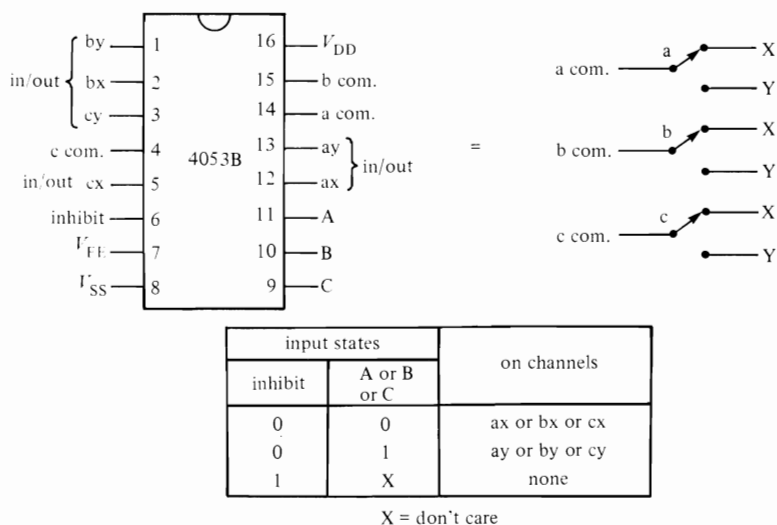 by 1 16 V_DD
in/out bx 2 15 b com.
cy 3 14 a com.
c com. 4 4053B 13 ay in/out
in/out cx 5 12 ax
inhibit 6 11 A
V_EE 7 10 B
V_SS 8 9 C
=
a com. a X
Y
b com. b X
Y
c com. c X
Y
input states on channels
inhibit A or B
or C
0 0 ax or bx or cx
0 1 ay or by or cy
1 X none
X = don't care